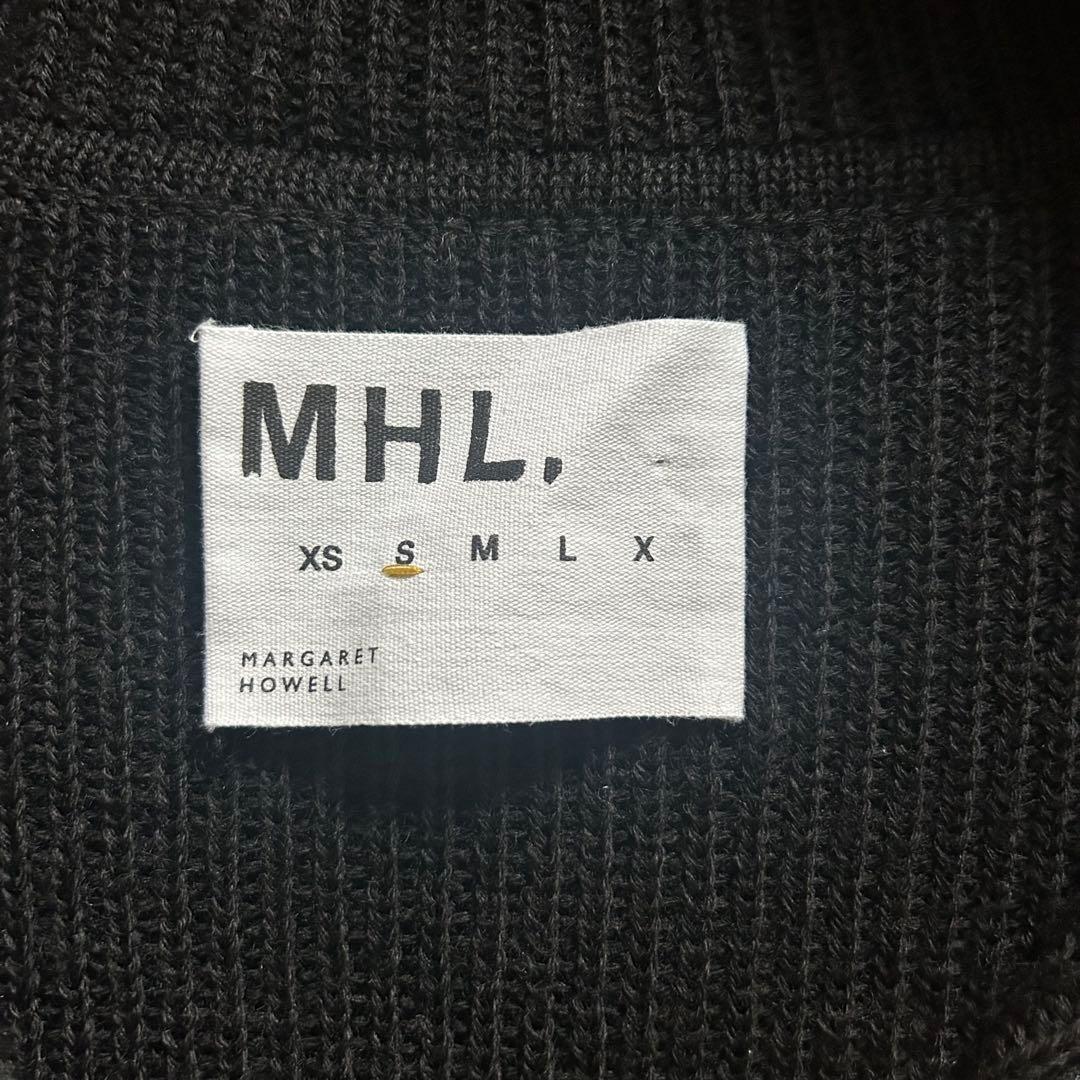 MHL.
XS S M L X
MARGARET
HOWELL